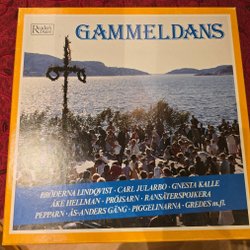 Reader's
Digest
GAMMELDANS
BRÖDERNA LINDQVIST · CARL JULARBO · GNESTA KALLE
ÅKE HELLMAN · PRÖJSARN · RANSÄTERSPOJKERA
PEPPARN · ÅS-ANDERS GÄNG · PIGGELINARNA · GREDES m.fl.